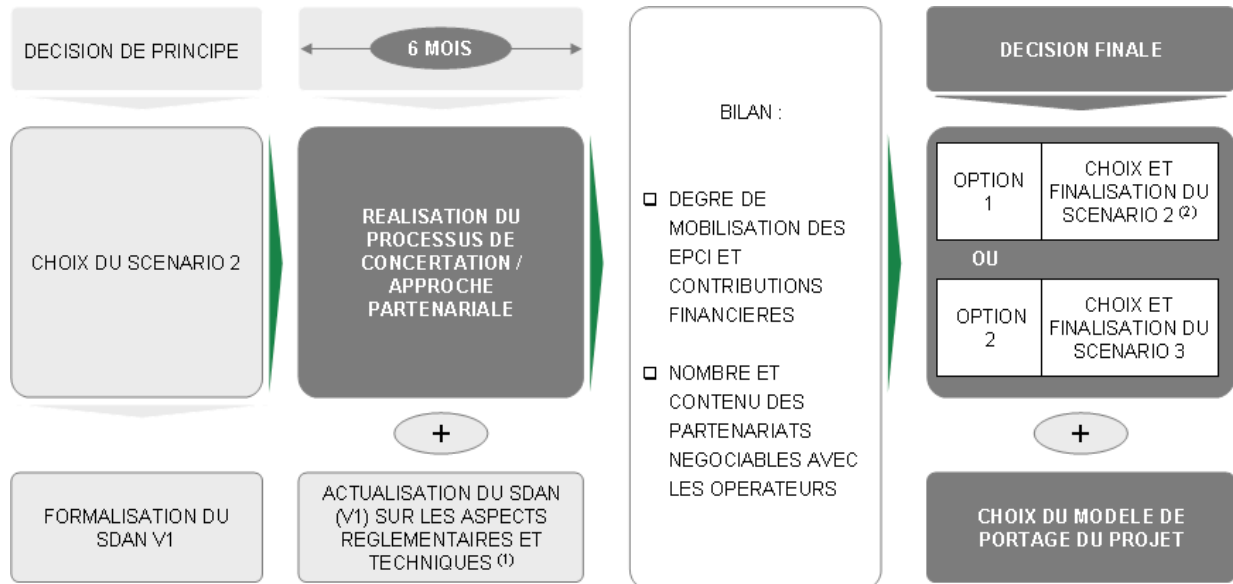 DECISION DE PRINCIPE
CHOIX DU SCENARIO 2
FORMALISATION DU
SDAN V1
6 MOIS
REALISATION DU
PROCESSUS DE
CONCERTATION /
APPROCHE
PARTENARIALE
+
ACTUALISATION DU SDAN
(V1) SUR LES ASPECTS
REGLEMENTAIRES ET
TECHNIQUES (1)
BILAN :
❑ DEGRE DE
MOBILISATION DES
EPCI ET
CONTRIBUTIONS
FINANCIERES
❑ NOMBRE ET
CONTENU DES
PARTENARIATS
NEGOCIABLES AVEC
LES OPERATEURS
DECISION FINALE
OPTION
1
CHOIX ET
FINALISATION DU
SCENARIO 2 (2)
OU
OPTION
2
CHOIX ET
FINALISATION DU
SCENARIO 3
+
CHOIX DU MODELE DE
PORTAGE DU PROJET